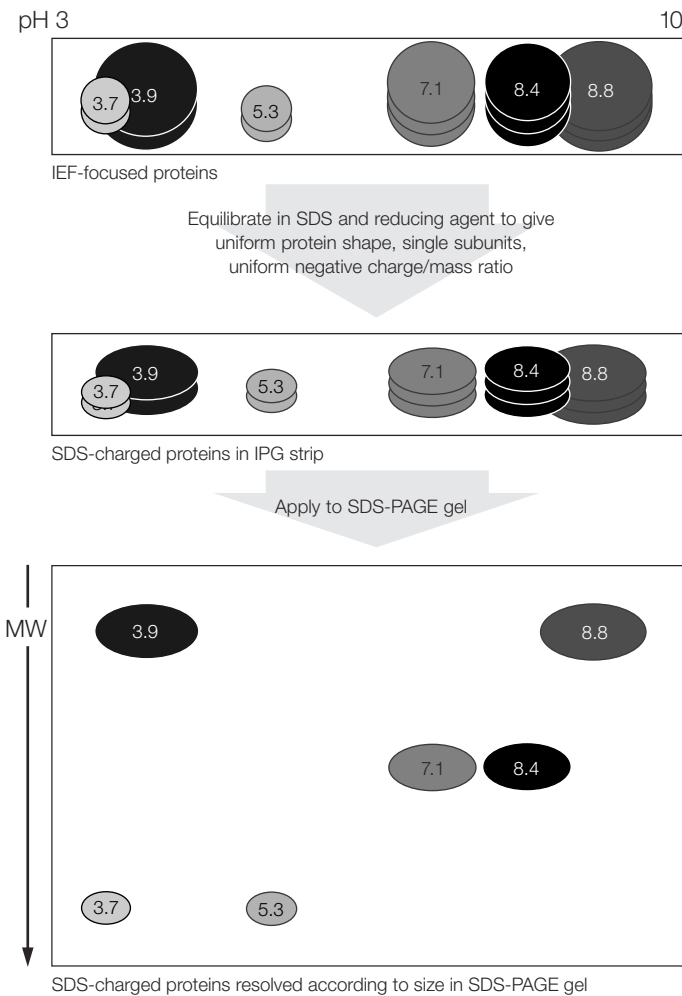 pH 3 10
3.7 3.9 5.3 7.1 8.4 8.8
IEF-focused proteins
Equilibrate in SDS and reducing agent to give
uniform protein shape, single subunits,
uniform negative charge/mass ratio
3.7 3.9 5.3 7.1 8.4 8.8
SDS-charged proteins in IPG strip
Apply to SDS-PAGE gel
MW
3.9 8.8
7.1 8.4
3.7 5.3
SDS-charged proteins resolved according to size in SDS-PAGE gel